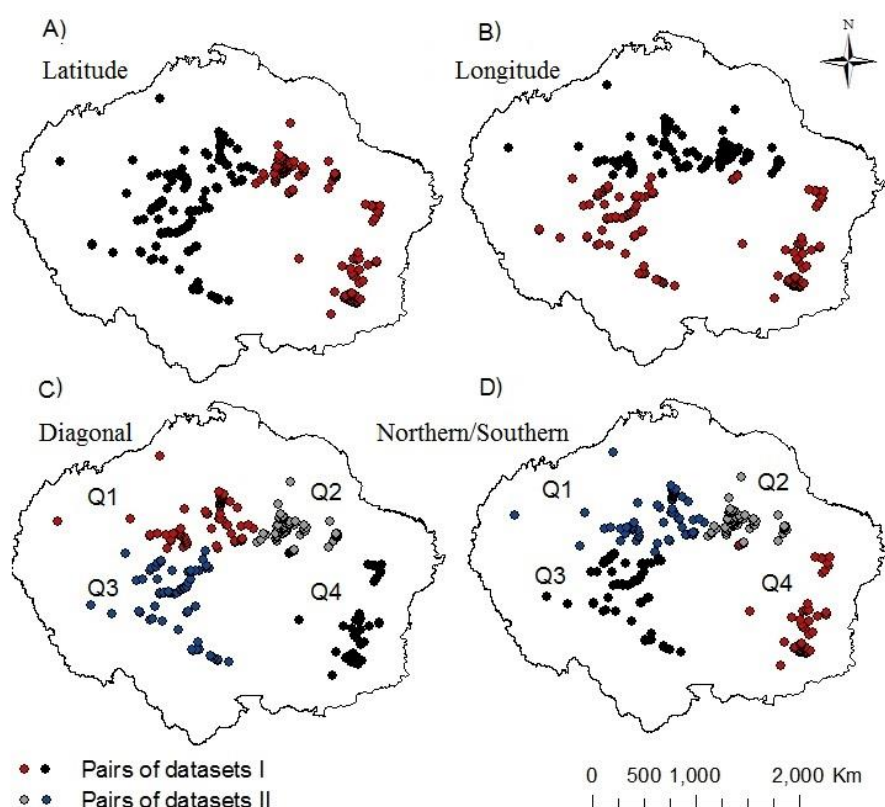 A)
B)
N
Latitude
Longitude
C)
D)
Diagonal
Northern/Southern
Q1
Q2
Q3
Q4
Q1
Q2
Q3
Q4
Pairs of datasets I
Pairs of datasets II
0 500 1,000 2,000 Km